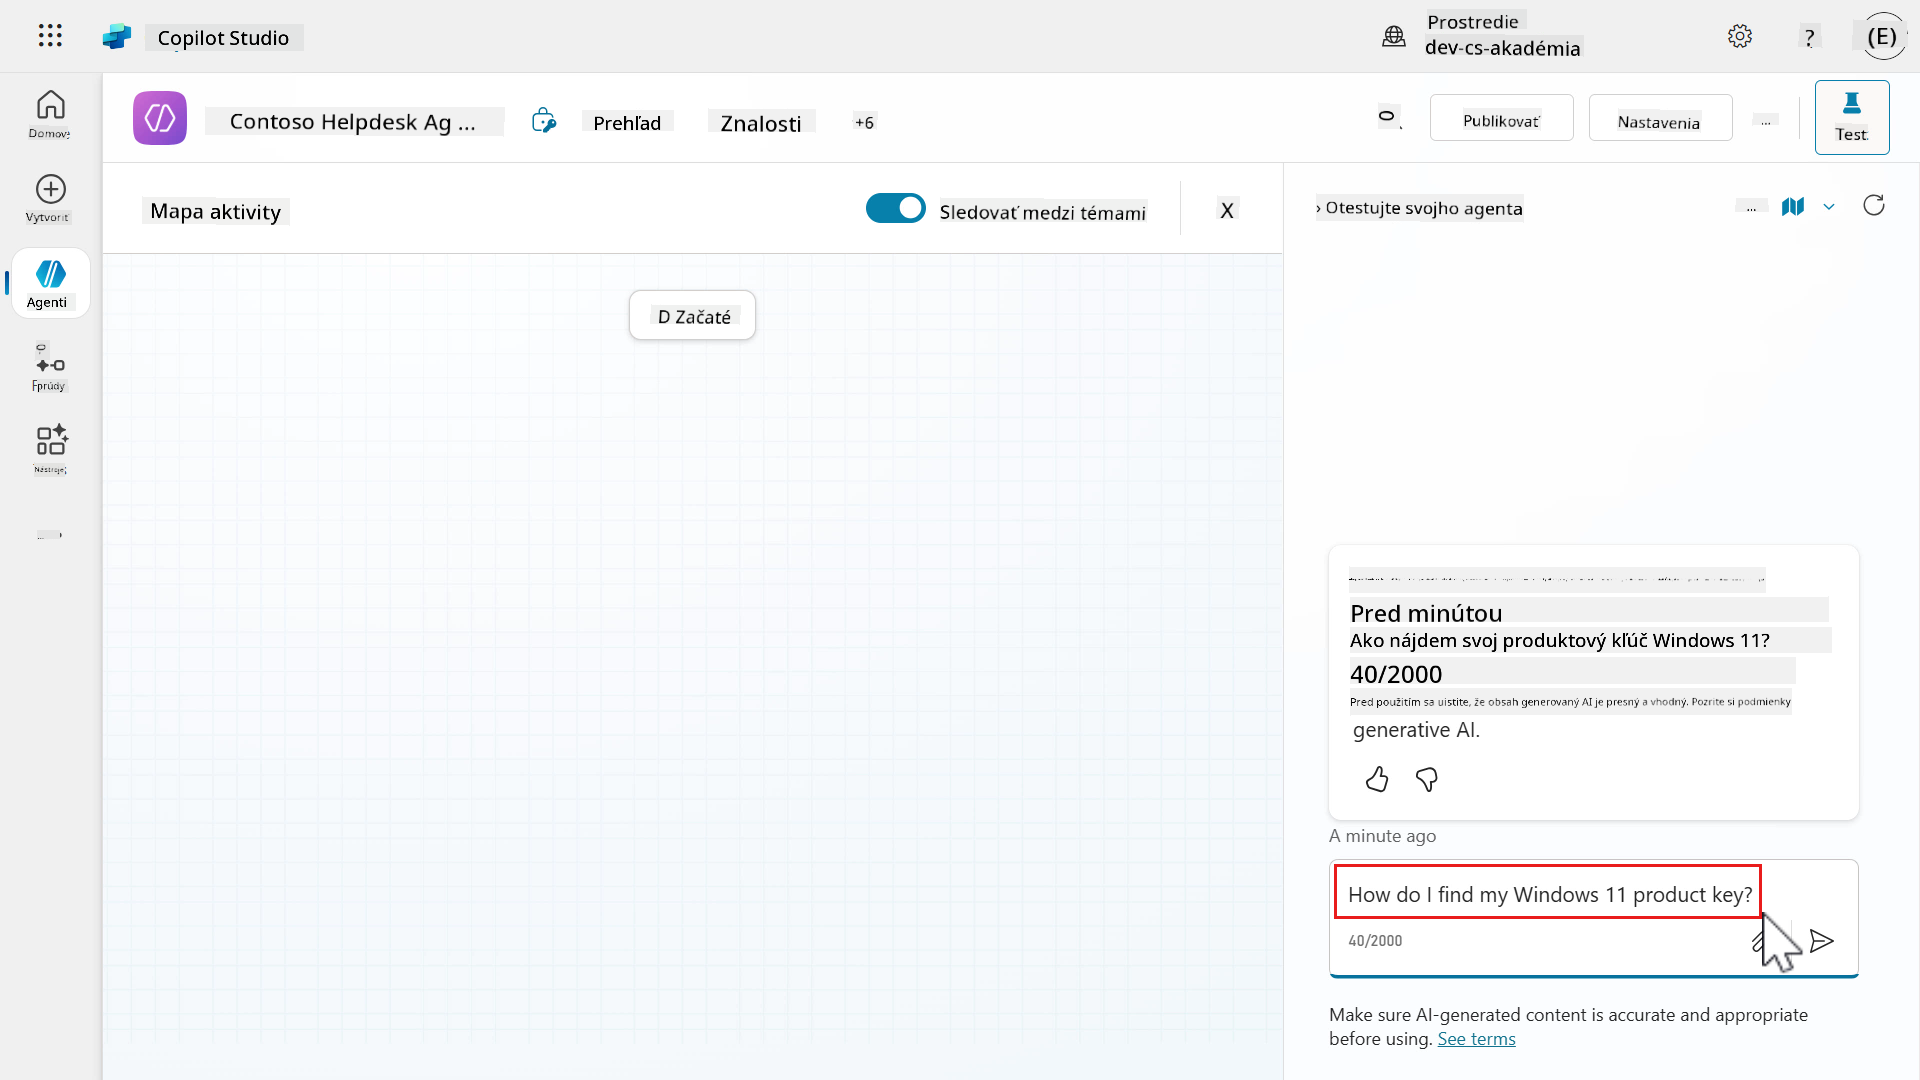 Copilot Studio
Prostredie
dev-cs-akadémia
?
(E)
Domov
Vytvoriť
Agenti
Contoso Helpdesk Ag ...
Prehľad
Znalosti
+6
Publikovať
Nastavenia
...
Test
Mapa aktivity
Sledovať medzi témami
X
› Otestujte svojho agenta
...
D Začaté
Pred minútou
Ako nájdem svoj produktový kľúč Windows 11?
40/2000
Pred použitím sa uistite, že obsah generovaný AI je presný a vhodný. Pozrite si podmienky
generative AI.
A minute ago
How do I find my Windows 11 product key?
40/2000
Make sure AI-generated content is accurate and appropriate
before using. See terms